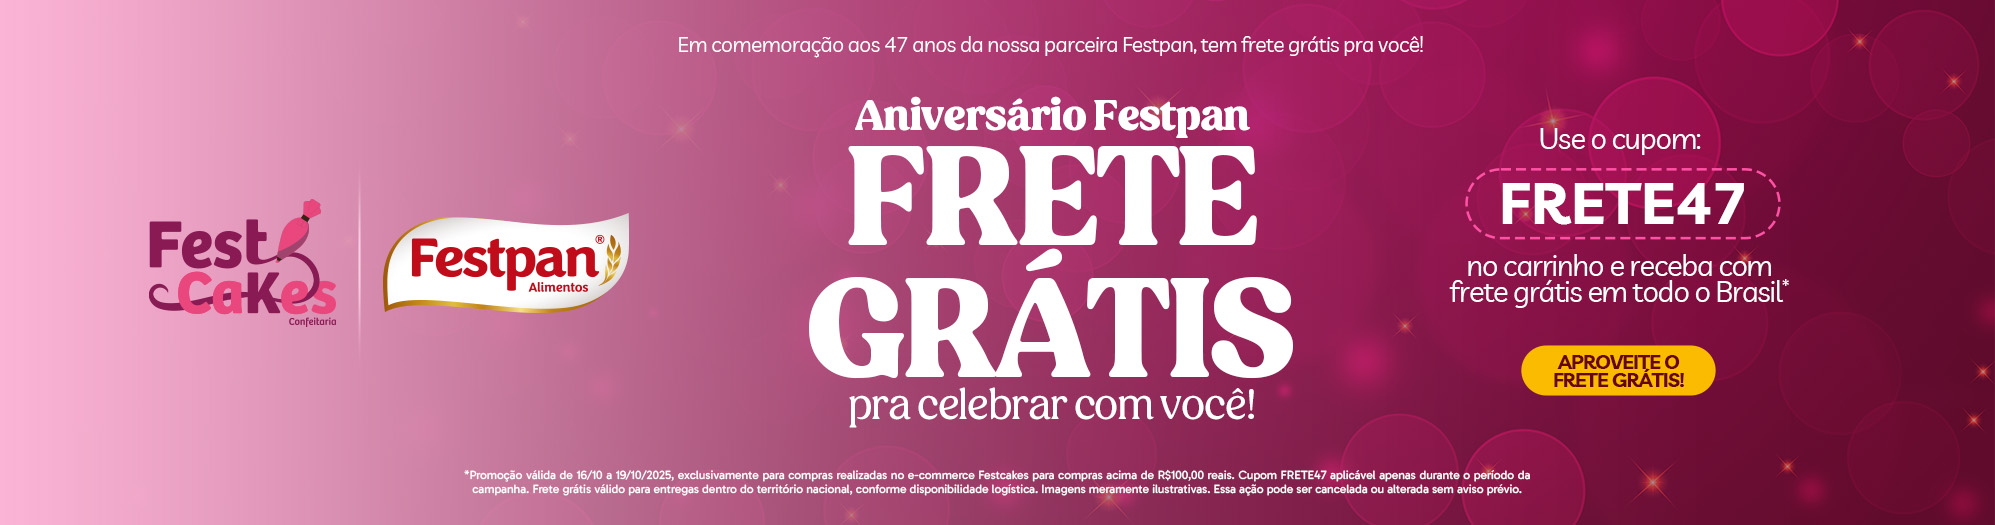 Em comemoração aos 47 anos da nossa parceira Festpan, tem frete grátis pra você!
Fest
Cakes
Confeitaria
Festpan®
Alimentos
Aniversário Festpan
FRETE
GRÁTIS
pra celebrar com você!
Use o cupom:
FRETE47
no carrinho e receba com
frete grátis em todo o Brasil*
APROVEITE O
FRETE GRÁTIS!
*Promoção válida de 16/10 a 19/10/2025, exclusivamente para compras realizadas no e-commerce Festcakes para compras acima de R$100,00 reais. Cupom FRETE47 aplicável apenas durante o período da
campanha. Frete grátis válido para entregas dentro do território nacional, conforme disponibilidade logística. Imagens meramente ilustrativas. Essa ação pode ser cancelada ou alterada sem aviso prévio.